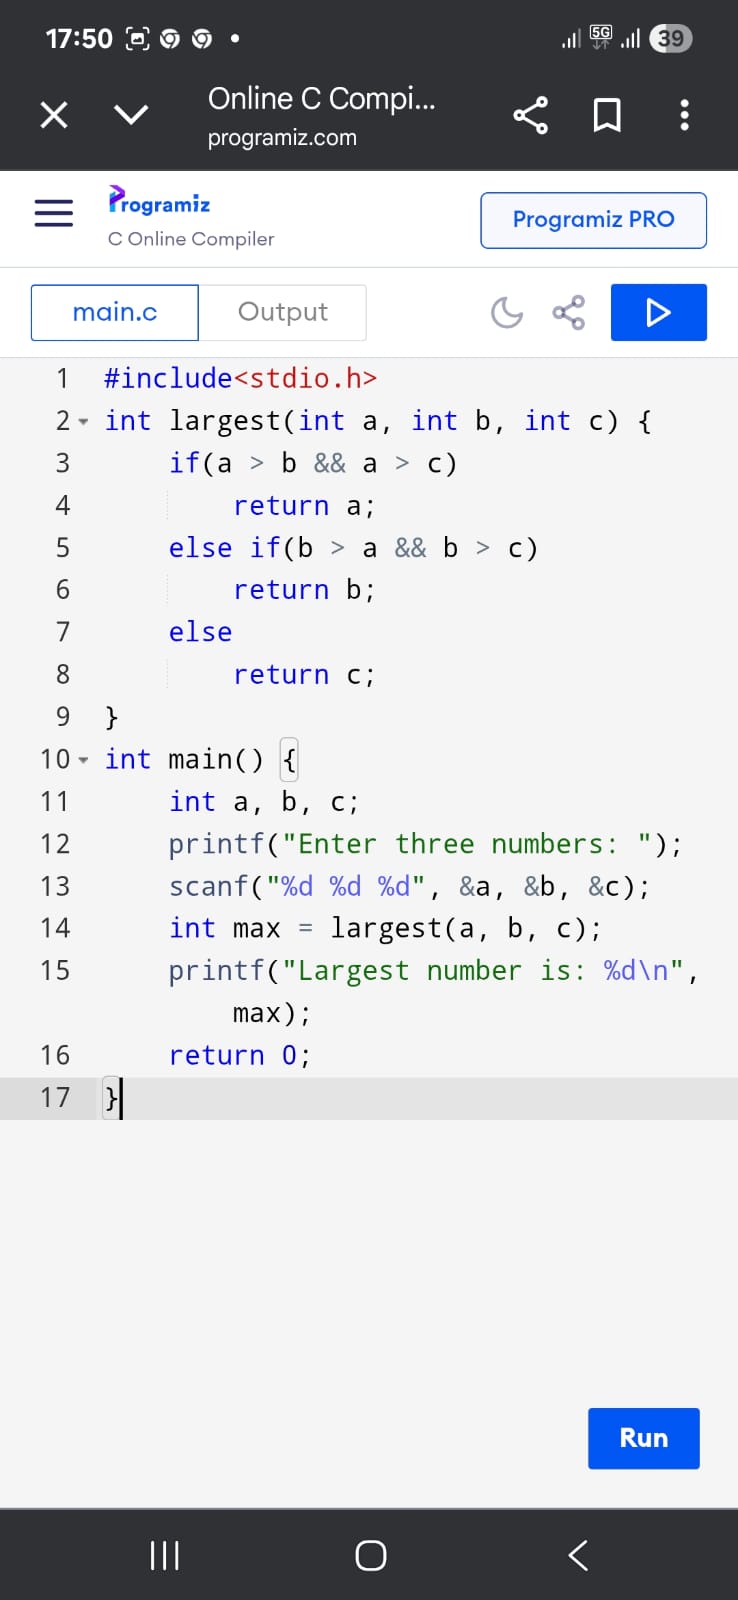 17:50
5G
39
Online C Compi...
programiz.com
Programiz
C Online Compiler
Programiz PRO
main.c
Output
1 #include<stdio.h>
2 int largest(int a, int b, int c) {
3     if(a > b && a > c)
4         return a;
5     else if(b > a && b > c)
6         return b;
7     else
8         return c;
9 }
10 int main() {
11     int a, b, c;
12     printf("Enter three numbers: ");
13     scanf("%d %d %d", &a, &b, &c);
14     int max = largest(a, b, c);
15     printf("Largest number is: %d\n",
        max);
16     return 0;
17 }
Run